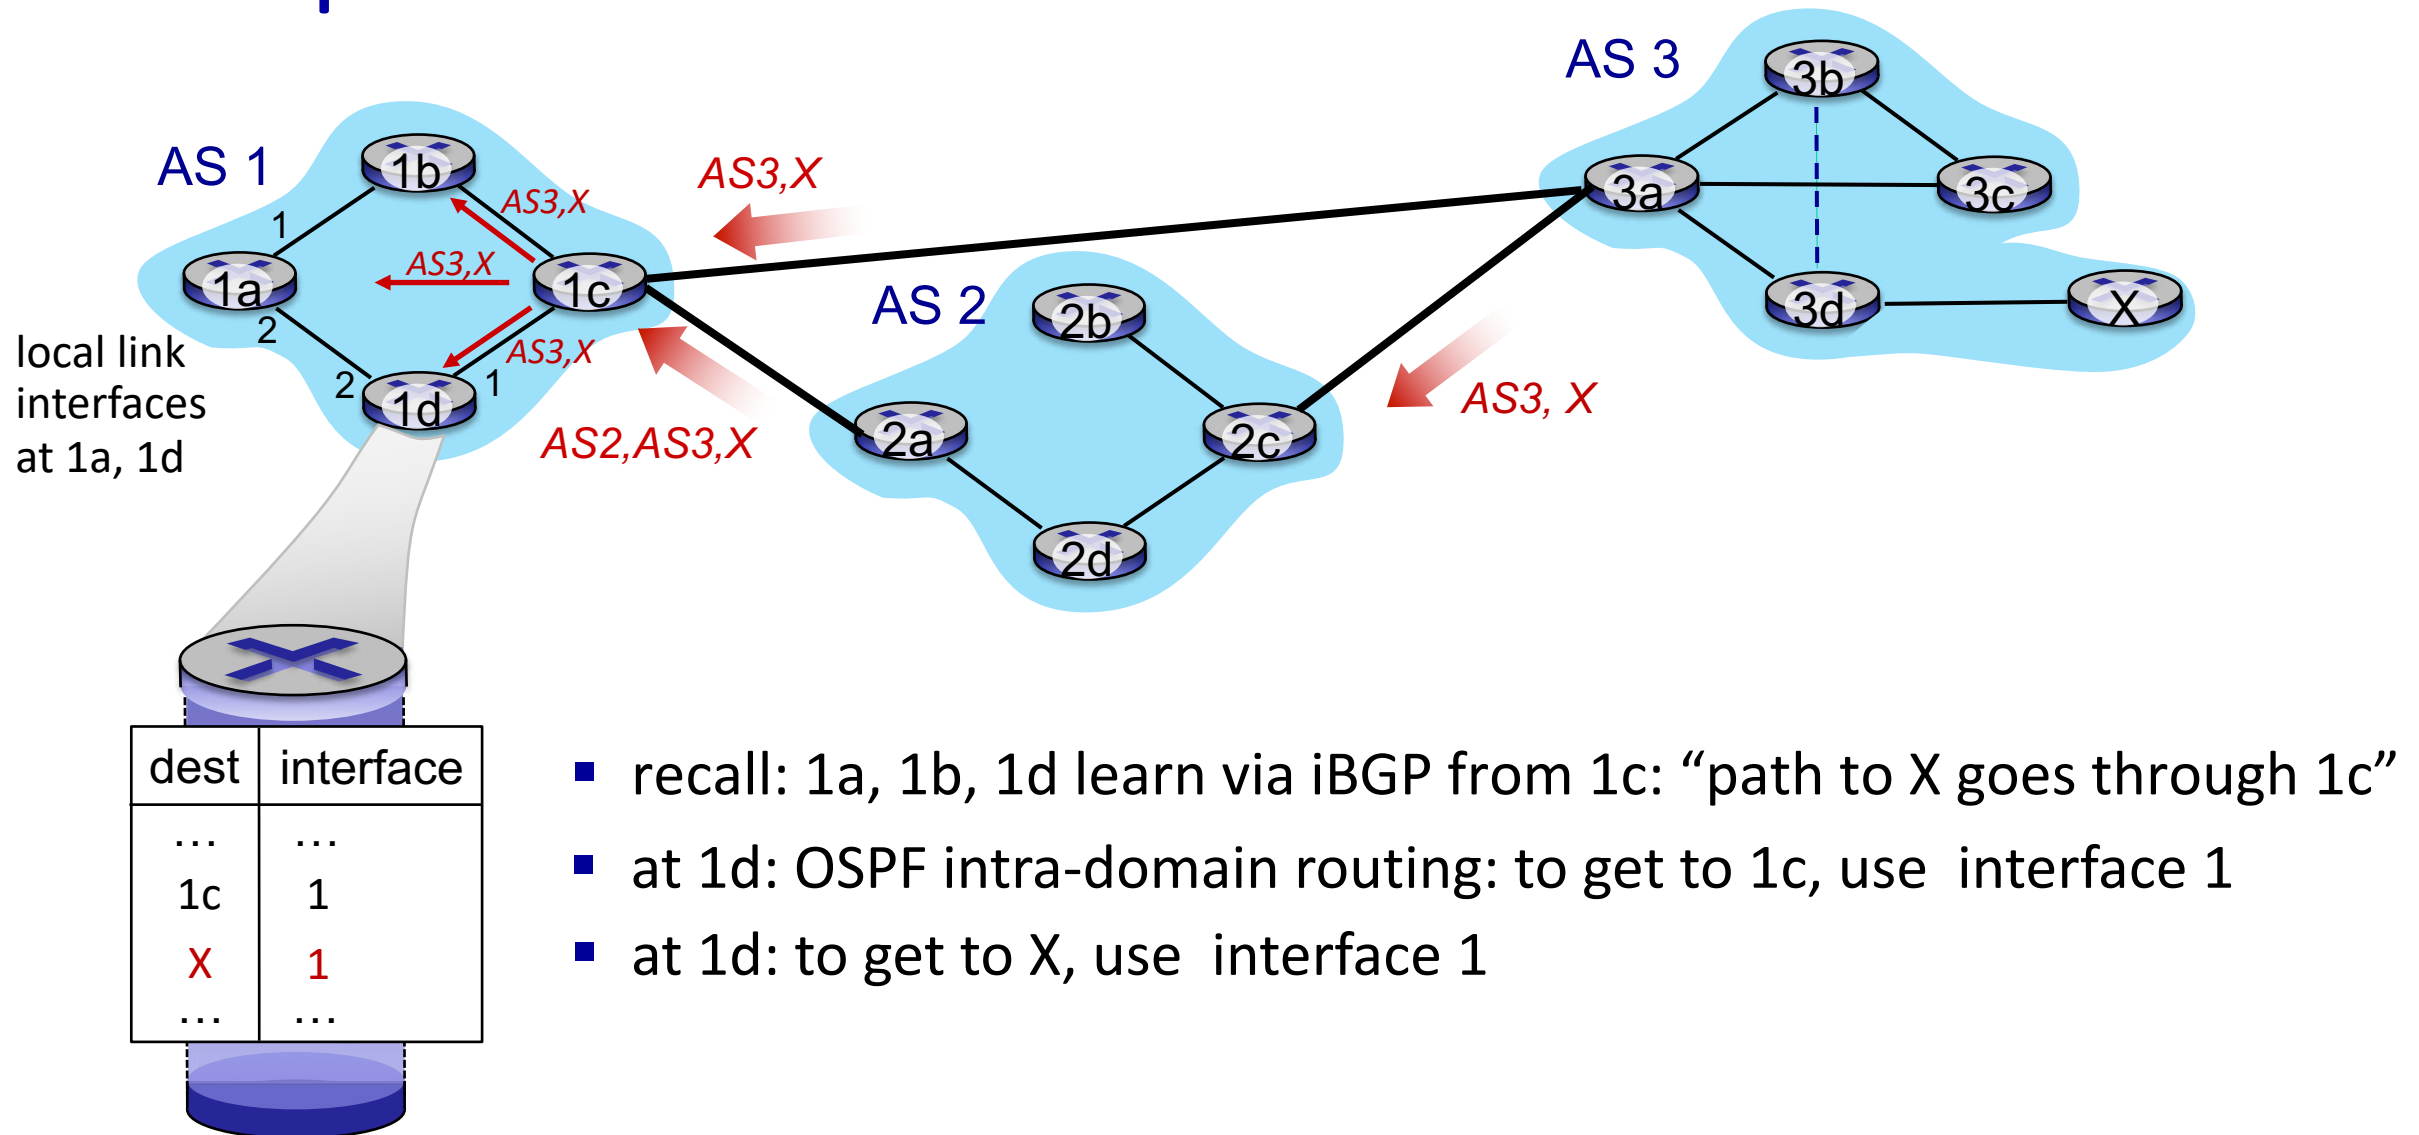 AS 3
3b
AS 1
1b
AS3,X
AS3,X
3a
3c
1
AS3,X
1a
1c
AS 2
2b
3d
X
2
local link
interfaces
at 1a, 1d
AS3,X
2
1
1d
AS3, X
AS2,AS3,X
2a
2c
2d
dest interface
... ...
1c 1
X 1
... ...
▪ recall: 1a, 1b, 1d learn via iBGP from 1c: “path to X goes through 1c”
▪ at 1d: OSPF intra-domain routing: to get to 1c, use interface 1
▪ at 1d: to get to X, use interface 1